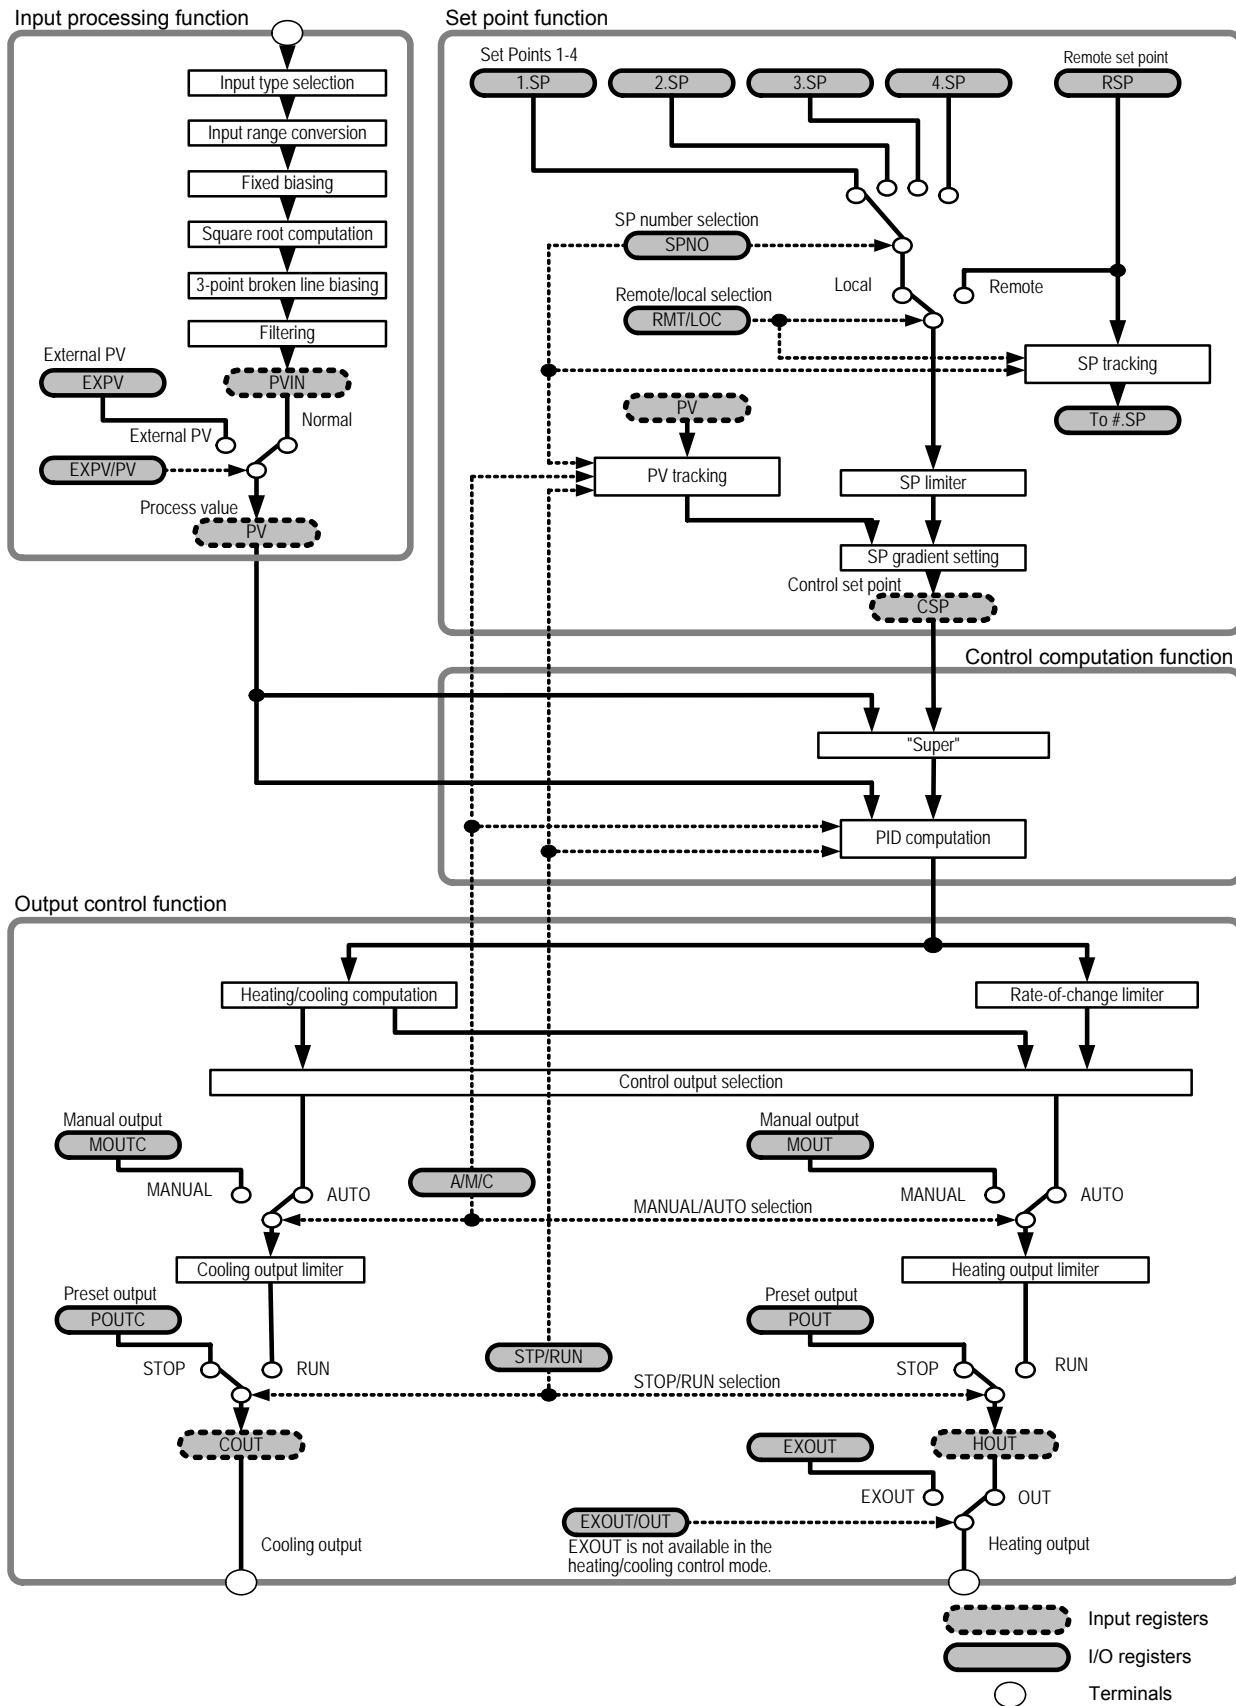 Input processing function
Input type selection
Input range conversion
Fixed biasing
Square root computation
3-point broken line biasing
Filtering
External PV
EXPV
PVIN
Normal
External PV
EXPV/PV
Process value
PV
Set point function
Set Points 1-4
1.SP
2.SP
3.SP
4.SP
Remote set point
RSP
SP number selection
SPNO
Local
Remote
Remote/local selection
RMT/LOC
SP tracking
To #.SP
PV
PV tracking
SP limiter
SP gradient setting
Control set point
CSP
Control computation function
"Super"
PID computation
Output control function
Heating/cooling computation
Rate-of-change limiter
Control output selection
Manual output
MOUTC
MANUAL
AUTO
A/M/C
Manual output
MOUT
MANUAL
AUTO
MANUAL/AUTO selection
Cooling output limiter
Heating output limiter
Preset output
POUTC
STOP
RUN
STP/RUN
Preset output
POUT
STOP
RUN
STOP/RUN selection
COUT
EXOUT
HOUT
EXOUT
OUT
EXOUT/OUT
EXOUT is not available in the
heating/cooling control mode.
Cooling output
Heating output
Input registers
I/O registers
Terminals